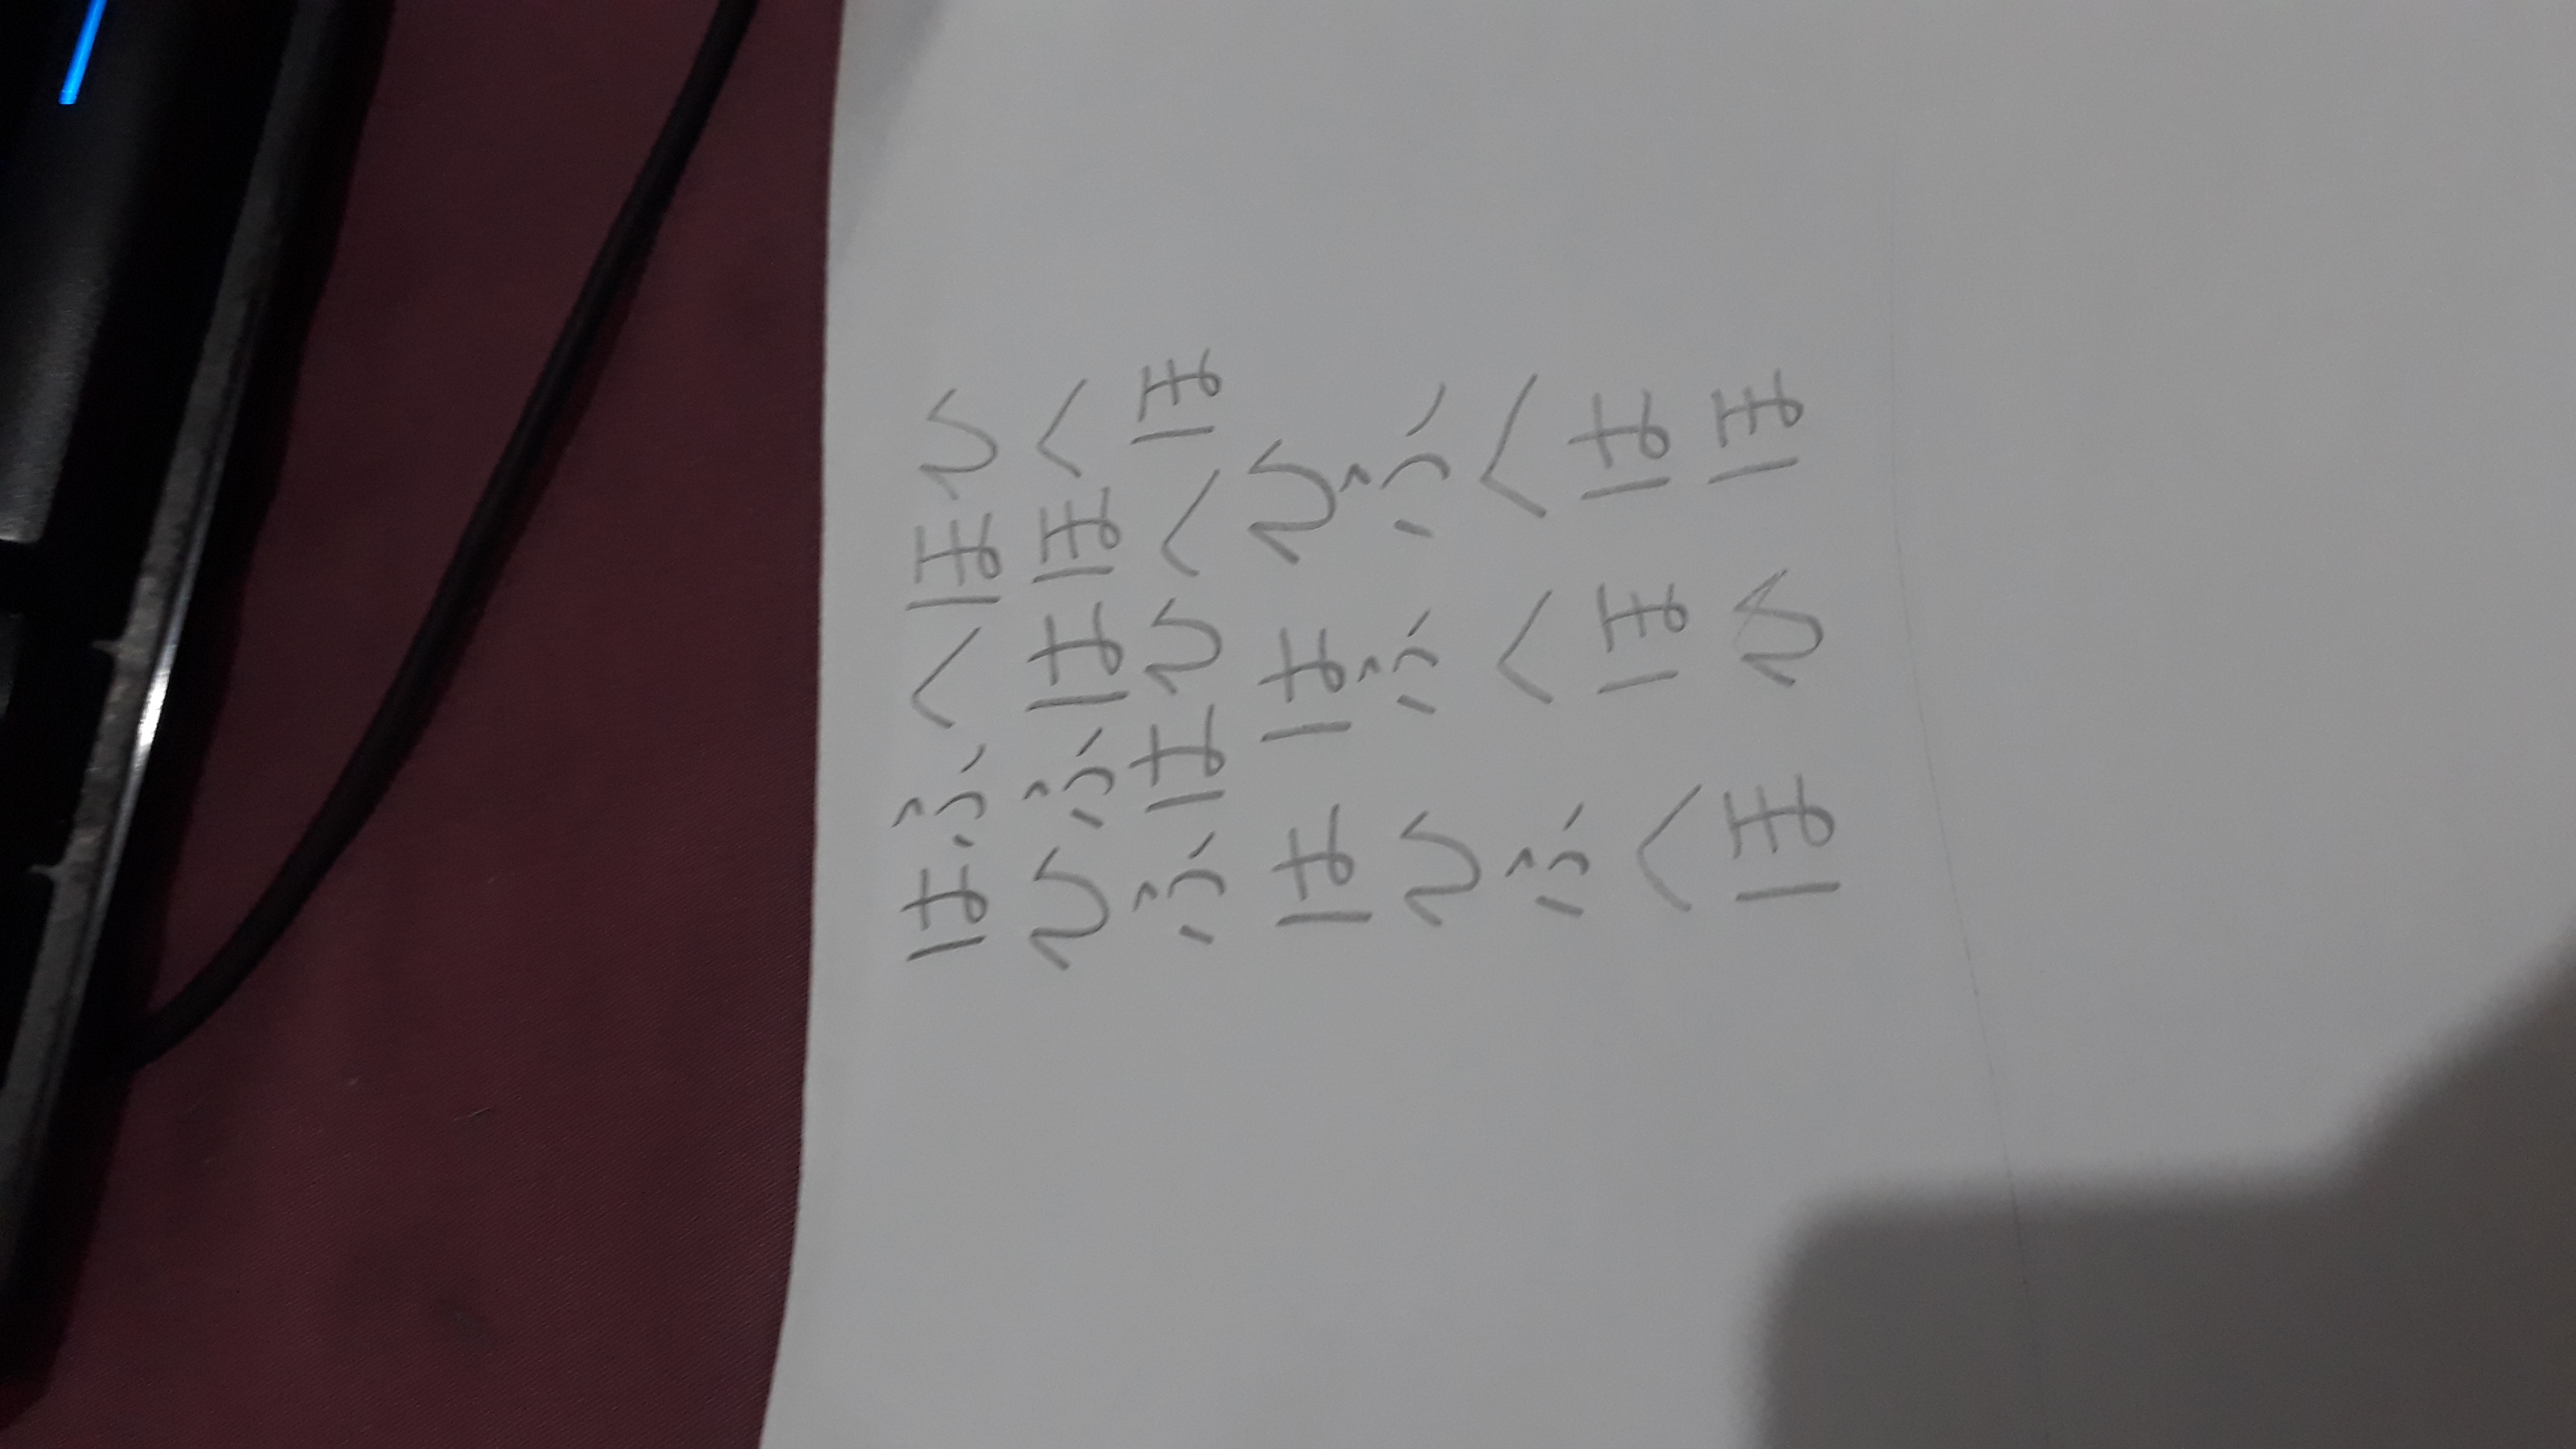 はふへほひ
ひふはほへ
ふはひへほ
は は ひ
ひ ふ ふ
ふ へ へ
へ ほ は
ほ ひ ほ